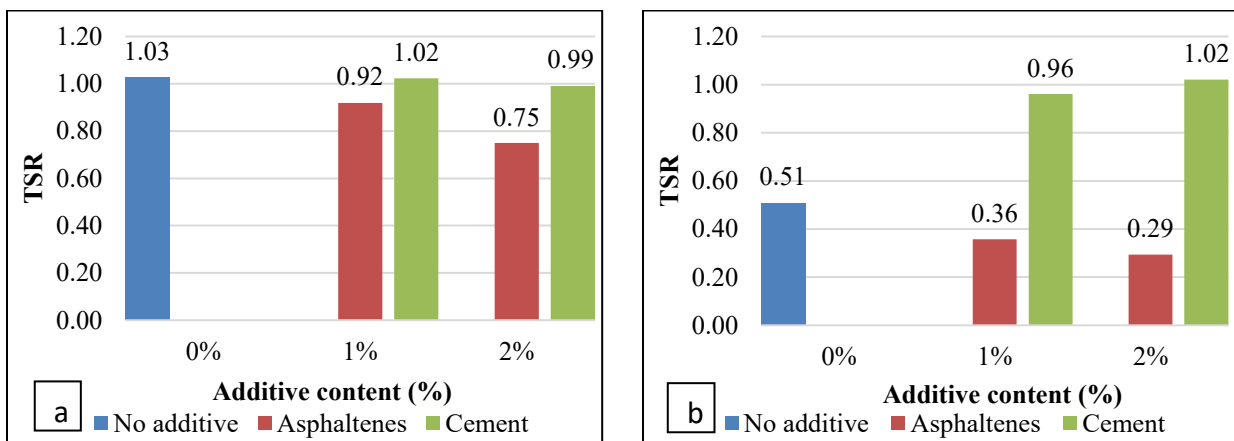 1.20
1.00
0.80
0.60
0.40
0.20
0.00
TSR
1.03
0.92
1.02
0.75
0.99
0% 1% 2%
Additive content (%)
a
No additive Asphaltenes Cement
1.20
1.00
0.80
0.60
0.40
0.20
0.00
TSR
0.51
0.36
0.96
0.29
1.02
0% 1% 2%
Additive content (%)
b
No additive Asphaltenes Cement